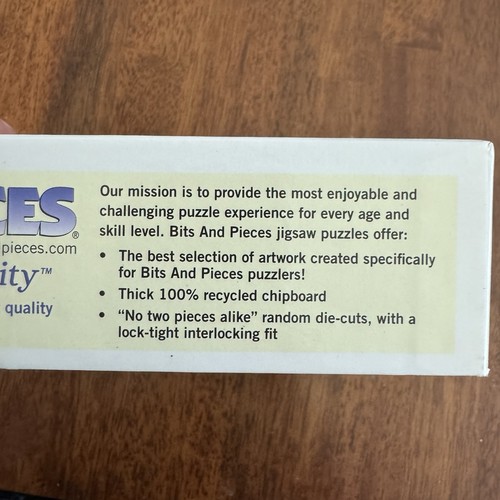 CES®
pieces.com
ity™
quality
Our mission is to provide the most enjoyable and
challenging puzzle experience for every age and
skill level. Bits And Pieces jigsaw puzzles offer:
• The best selection of artwork created specifically
for Bits And Pieces puzzlers!
• Thick 100% recycled chipboard
• “No two pieces alike” random die-cuts, with a
lock-tight interlocking fit